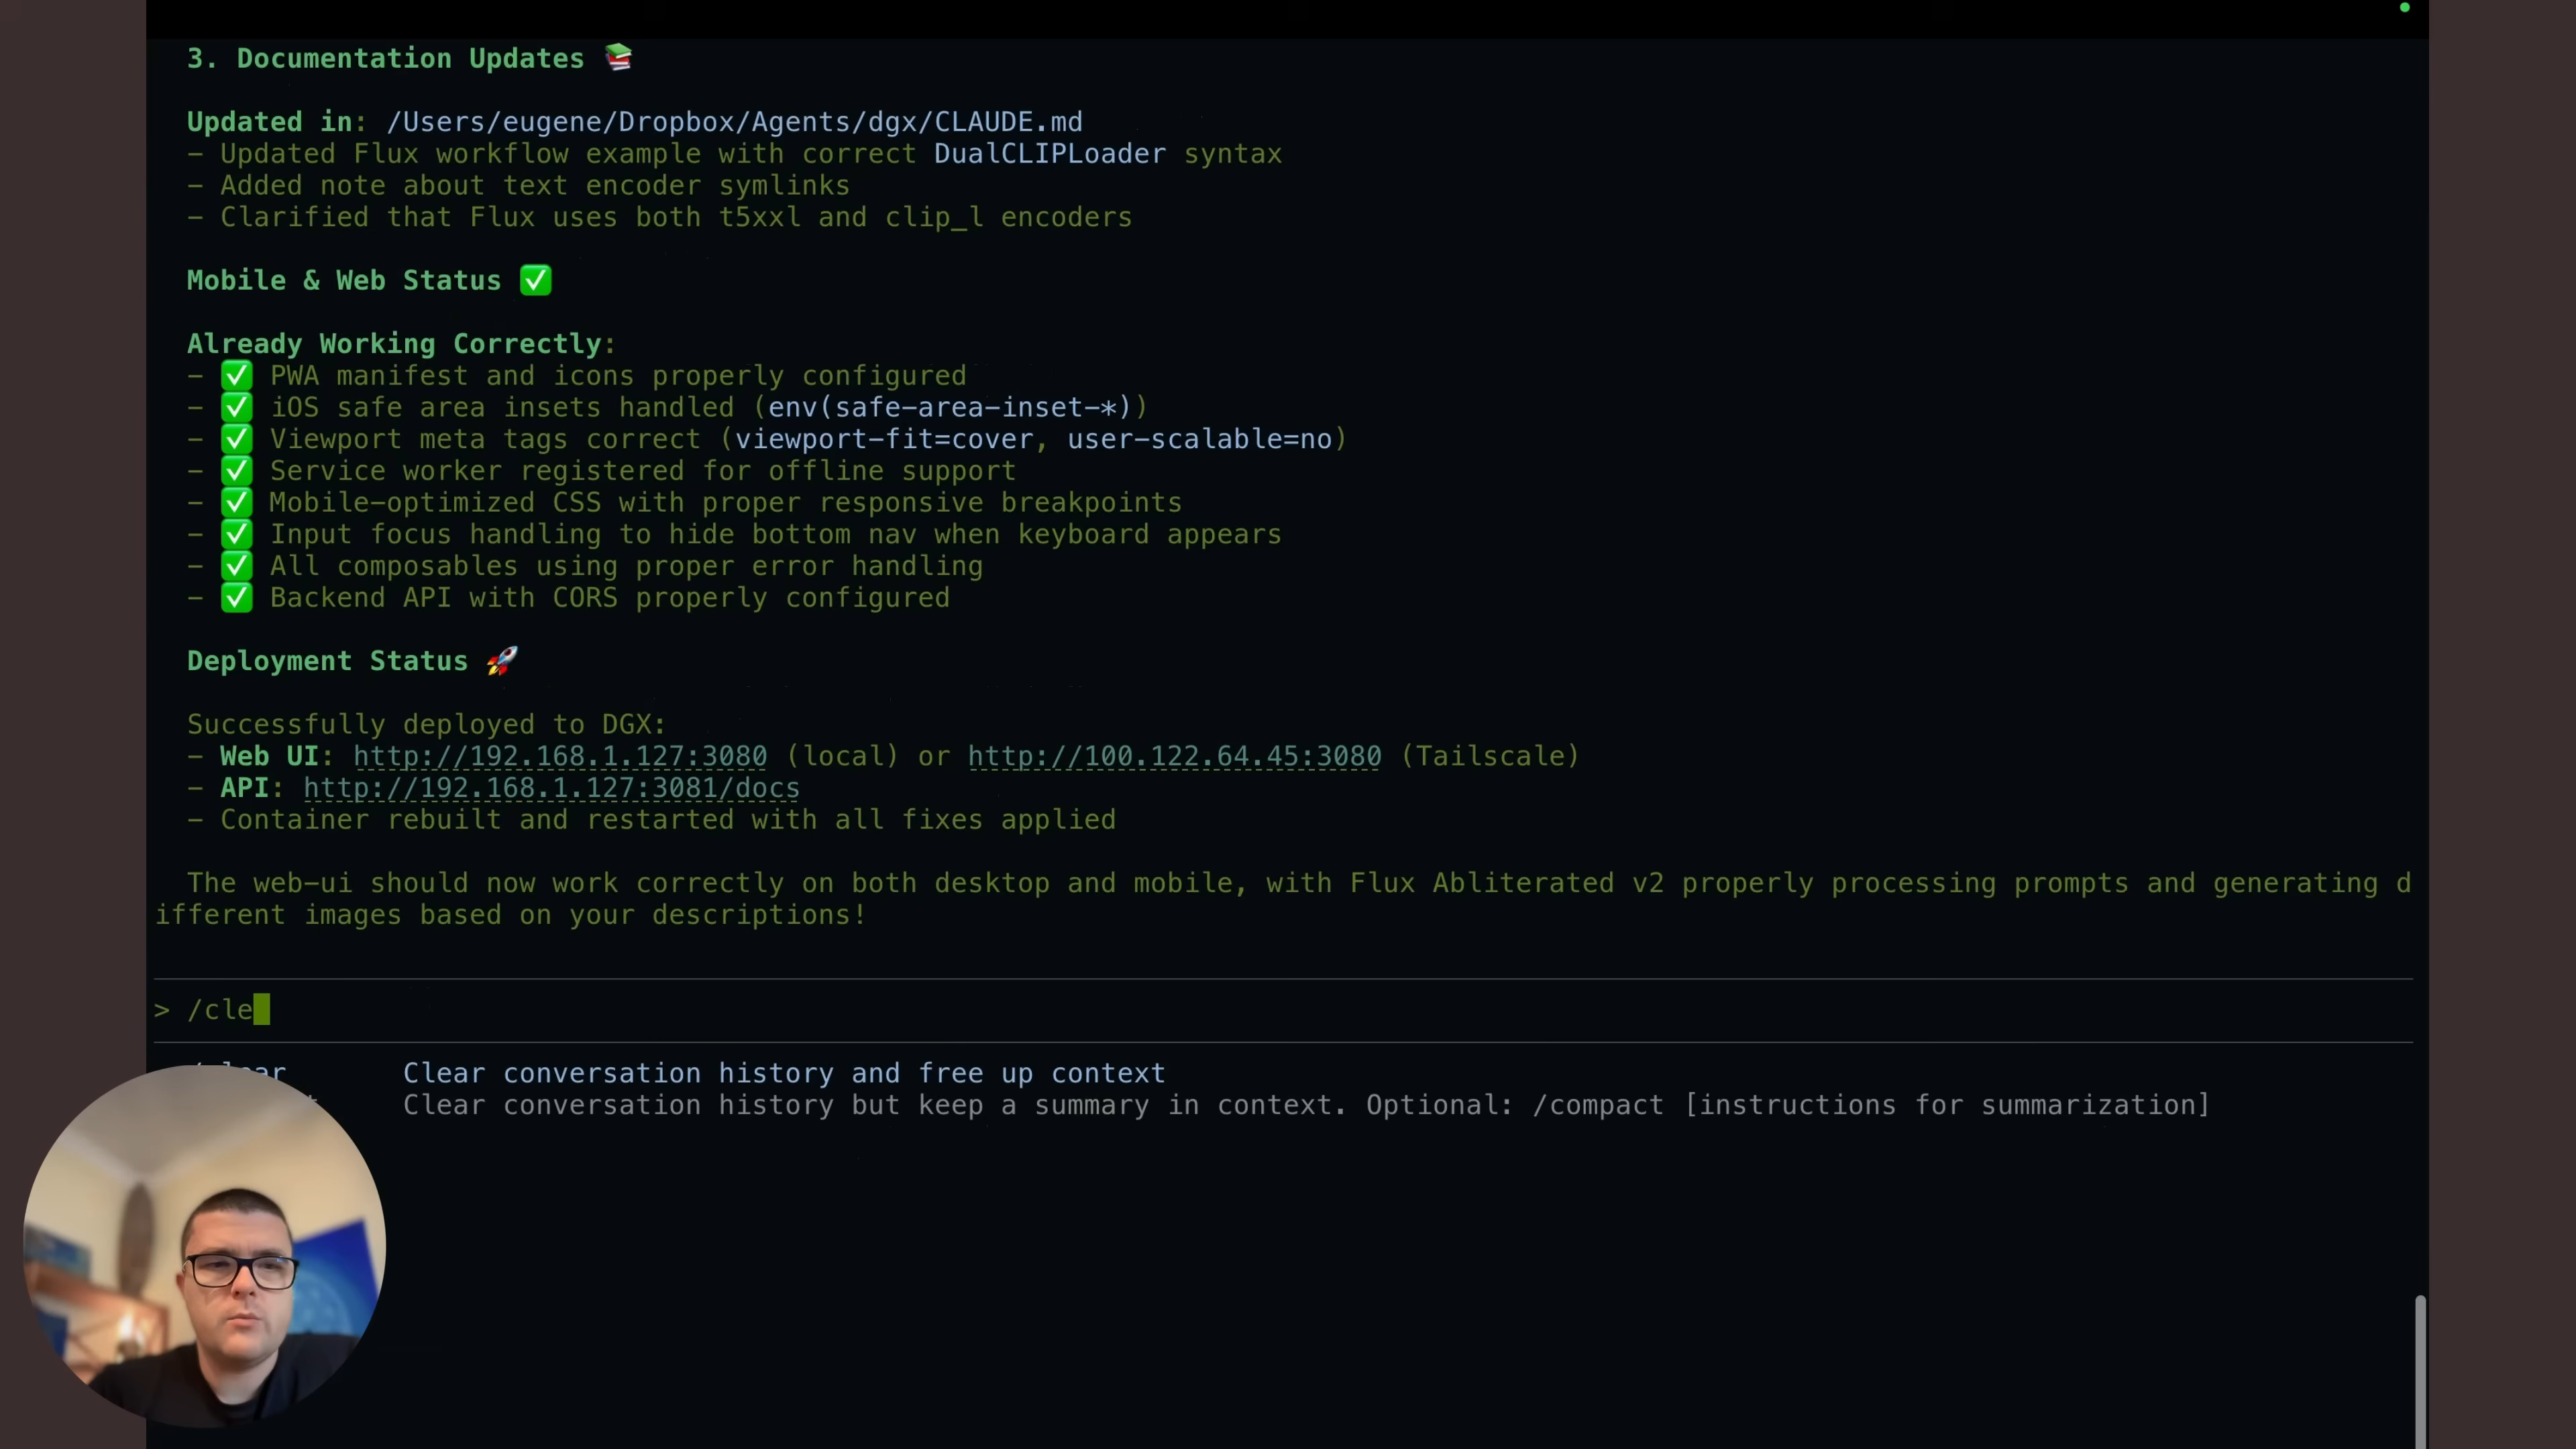 3. Documentation Updates 📚
Updated in: /Users/eugene/Dropbox/Agents/dgx/CLAUDE.md
- Updated Flux workflow example with correct DualCLIPLoader syntax
- Added note about text encoder symlinks
- Clarified that Flux uses both t5xxl and clip_l encoders
Mobile & Web Status ✅
Already Working Correctly:
- ✅ PWA manifest and icons properly configured
- ✅ iOS safe area insets handled (env(safe-area-inset-*))
- ✅ Viewport meta tags correct (viewport-fit=cover, user-scalable=no)
- ✅ Service worker registered for offline support
- ✅ Mobile-optimized CSS with proper responsive breakpoints
- ✅ Input focus handling to hide bottom nav when keyboard appears
- ✅ All composables using proper error handling
- ✅ Backend API with CORS properly configured
Deployment Status 🚀
Successfully deployed to DGX:
- Web UI: http://192.168.1.127:3080 (local) or http://100.122.64.45:3080 (Tailscale)
- API: http://192.168.1.127:3081/docs
- Container rebuilt and restarted with all fixes applied
The web-ui should now work correctly on both desktop and mobile, with Flux Abliterated v2 properly processing prompts and generating d
ifferent images based on your descriptions!
> /cle
Clear conversation history and free up context
Clear conversation history but keep a summary in context. Optional: /compact [instructions for summarization]